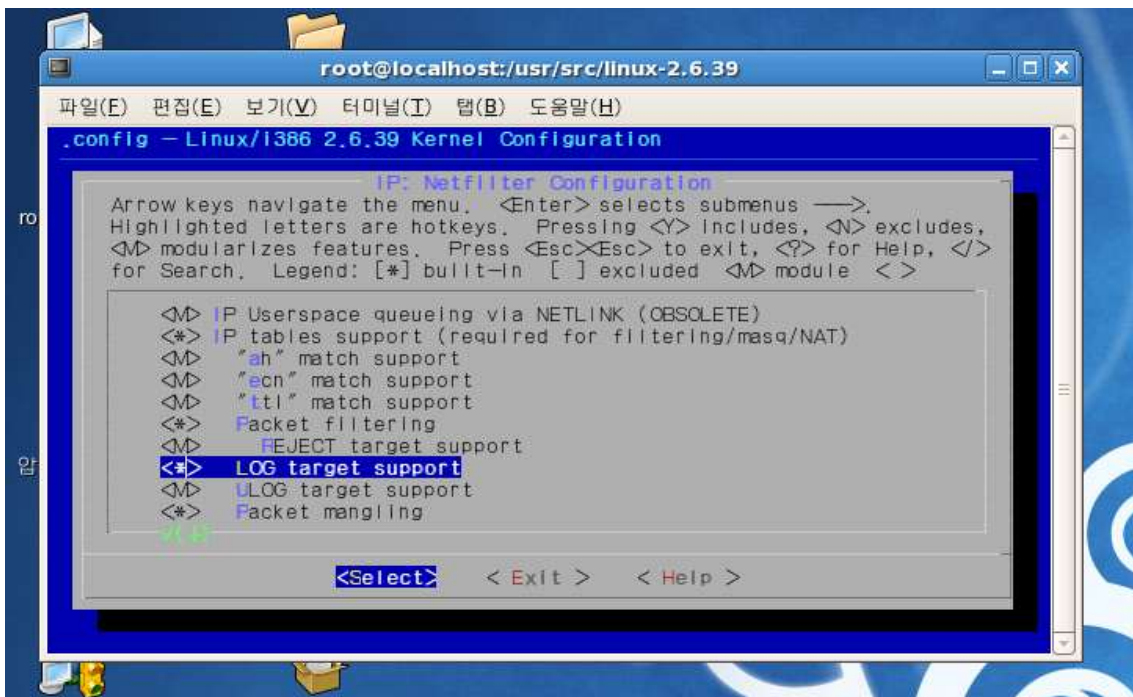 root@localhost:/usr/src/linux-2.6.39
파일(F) 편집(E) 보기(V) 터미널(T) 탭(B) 도움말(H)
.config – Linux/i386 2.6.39 Kernel Configuration
IP: Netfilter Configuration
Arrow keys navigate the menu. <Enter> selects submenus --->.
Highlighted letters are hotkeys. Pressing <Y> includes, <N> excludes,
<M> modularizes features. Press <Esc><Esc> to exit, <?> for Help, </>
for Search. Legend: [*] built-in [ ] excluded <M> module < >
<M> IP Userspace queueing via NETLINK (OBSOLETE)
<*> IP tables support (required for filtering/masq/NAT)
<M> "ah" match support
<M> "ecn" match support
<M> "ttl" match support
<*> Packet filtering
<M> REJECT target support
<*> LOG target support
<M> ULOG target support
<*> Packet mangling
<Select> < Exit > < Help >
ro
암